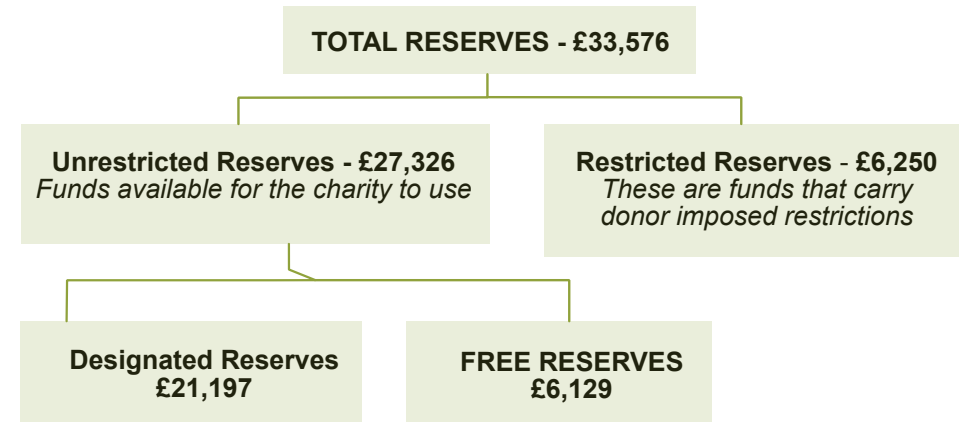 TOTAL RESERVES - £33,576
Unrestricted Reserves - £27,326
Funds available for the charity to use
Restricted Reserves - £6,250
These are funds that carry
donor imposed restrictions
Designated Reserves
£21,197
FREE RESERVES
£6,129